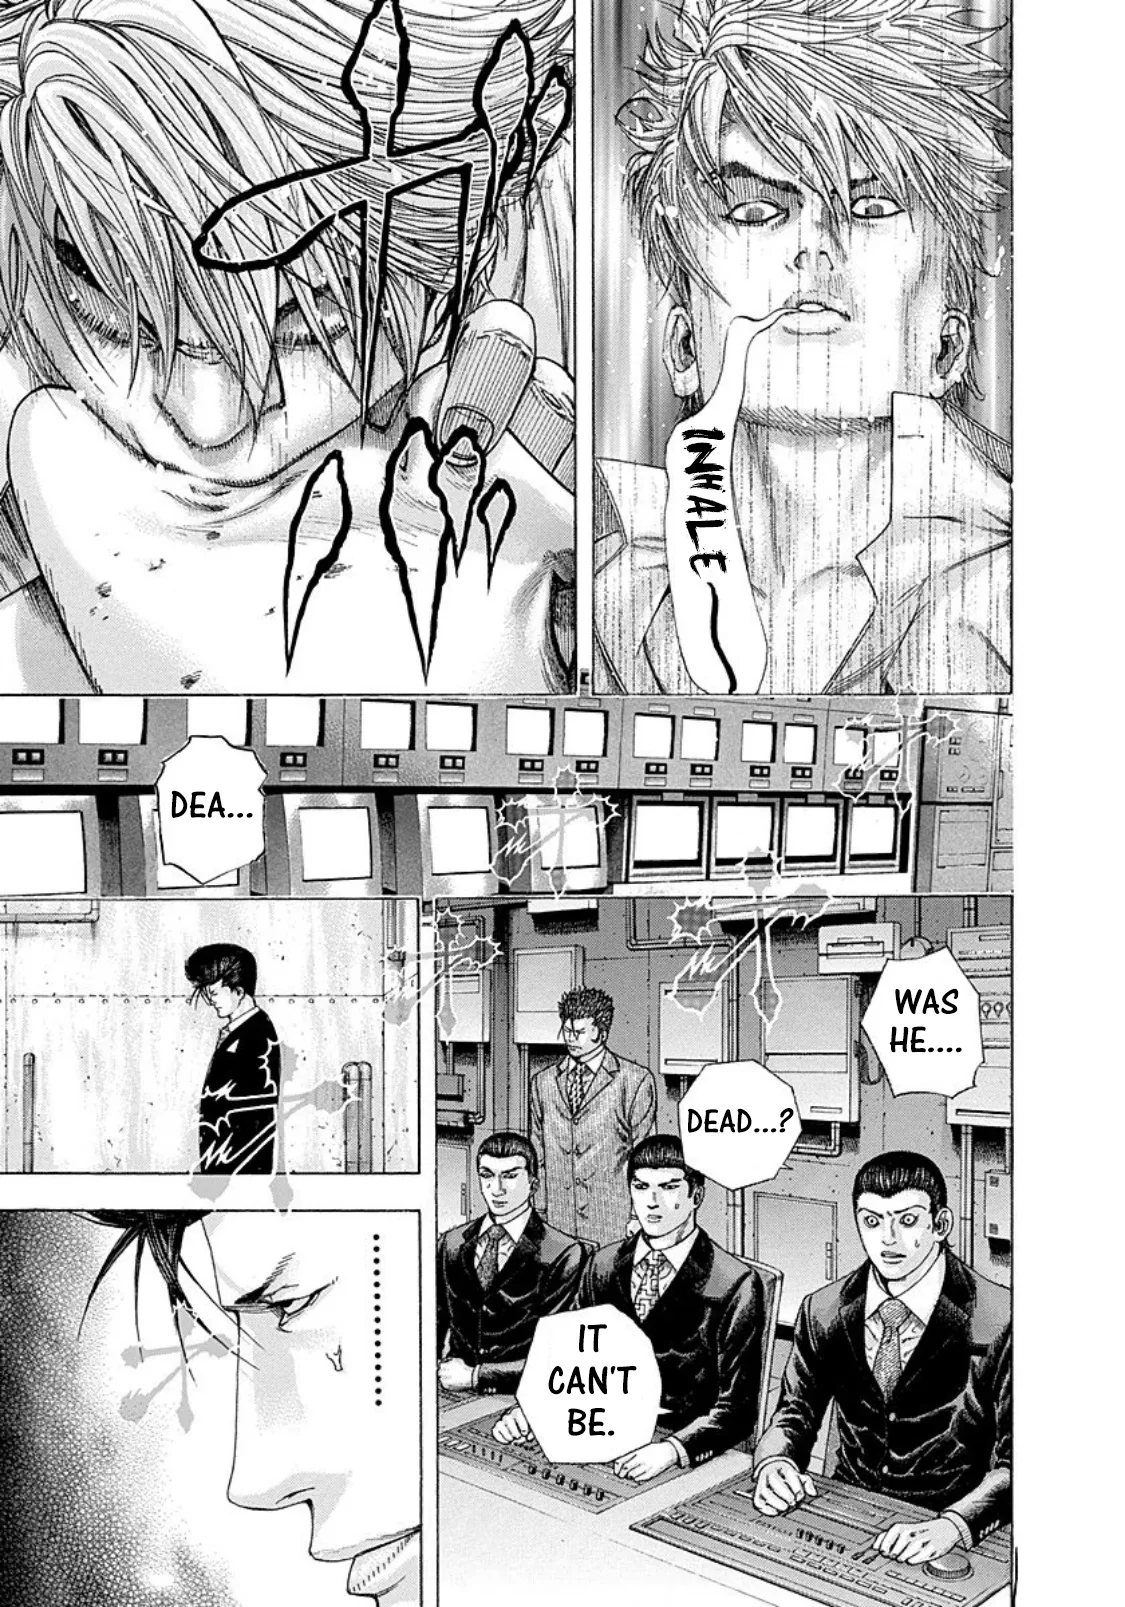 INHALE
DEA...
WAS
HE....
DEAD...?
IT
CAN'T
BE.
..........